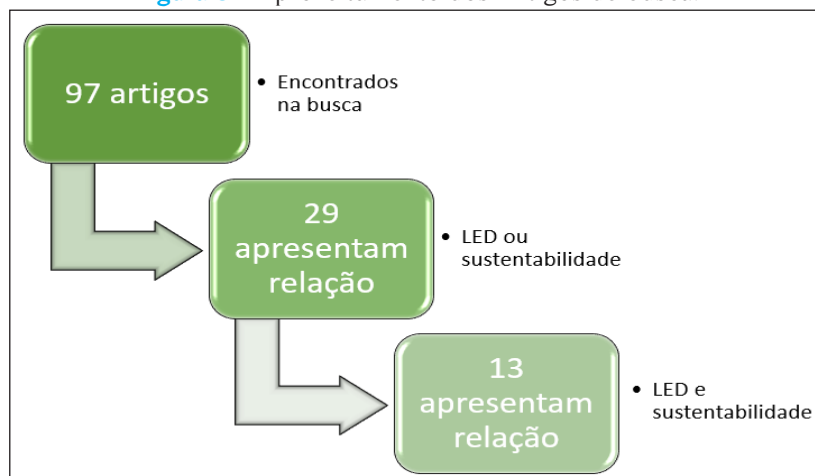 97 artigos
• Encontrados
na busca
29
apresentam
relação
• LED ou
sustentabilidade
13
apresentam
relação
• LED e
sustentabilidade